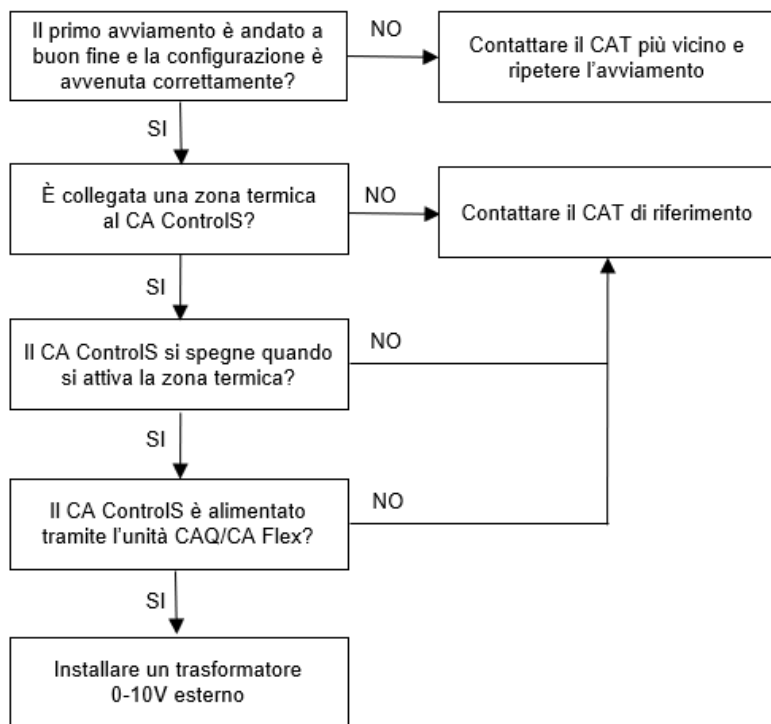 Il primo avviamento è andato a
buon fine e la configurazione è
avvenuta correttamente?
NO
Contattare il CAT più vicino e
ripetere l'avviamento
SI
È collegata una zona termica
al CA ControlS?
NO
Contattare il CAT di riferimento
SI
Il CA ControlS si spegne quando
si attiva la zona termica?
NO
SI
Il CA ControlS è alimentato
tramite l'unità CAQ/CA Flex?
NO
SI
Installare un trasformatore
0-10V esterno